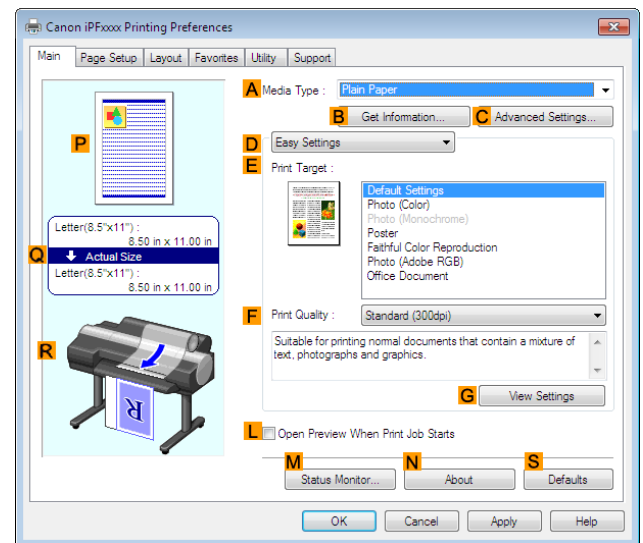 Canon iPFxxxx Printing Preferences
Main Page Setup Layout Favorites Utility Support
A Media Type : Plain Paper
B Get Infomation... C Advanced Settings...
D Easy Settings
E Print Target :
Default Settings
Photo (Color)
Photo (Monochrome)
Poster
Faithful Color Reproduction
Photo (Adobe RGB)
Office Document
F Print Quality : Standard (300dpi)
Suitable for printing normal documents that contain a mixture of
text, photographs and graphics.
G View Settings
L Open Preview When Print Job Starts
M Status Monitor... N About S Defaults
P
Q
Letter(8.5"x11") :
8.50 in x 11.00 in
Actual Size
Letter(8.5"x11") :
8.50 in x 11.00 in
R
R
OK Cancel Apply Help